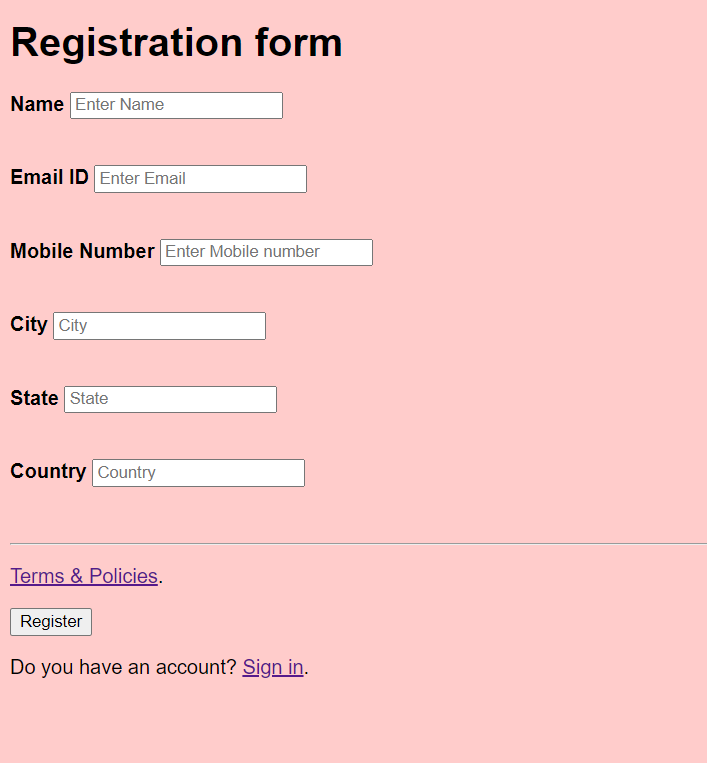 Registration form
Name Enter Name
Email ID Enter Email
Mobile Number Enter Mobile number
City City
State State
Country Country
Terms & Policies.
Register
Do you have an account? Sign in.